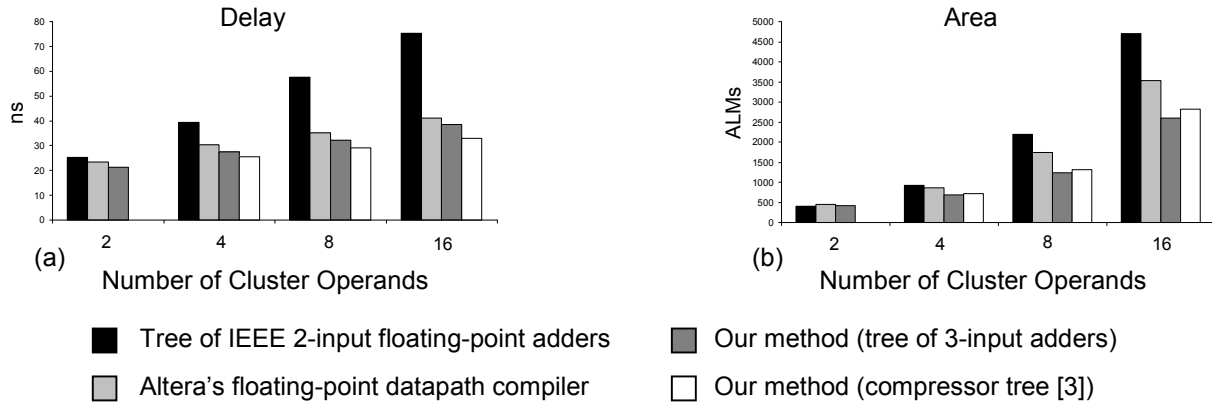 Delay
80
70
60
50
40
30
20
10
0
ns
2 4 8 16
(a)
Number of Cluster Operands
Area
5000
4500
4000
3500
3000
2500
2000
1500
1000
500
0
ALMs
2 4 8 16
(b)
Number of Cluster Operands
Tree of IEEE 2-input floating-point adders
Altera's floating-point datapath compiler
Our method (tree of 3-input adders)
Our method (compressor tree [3])